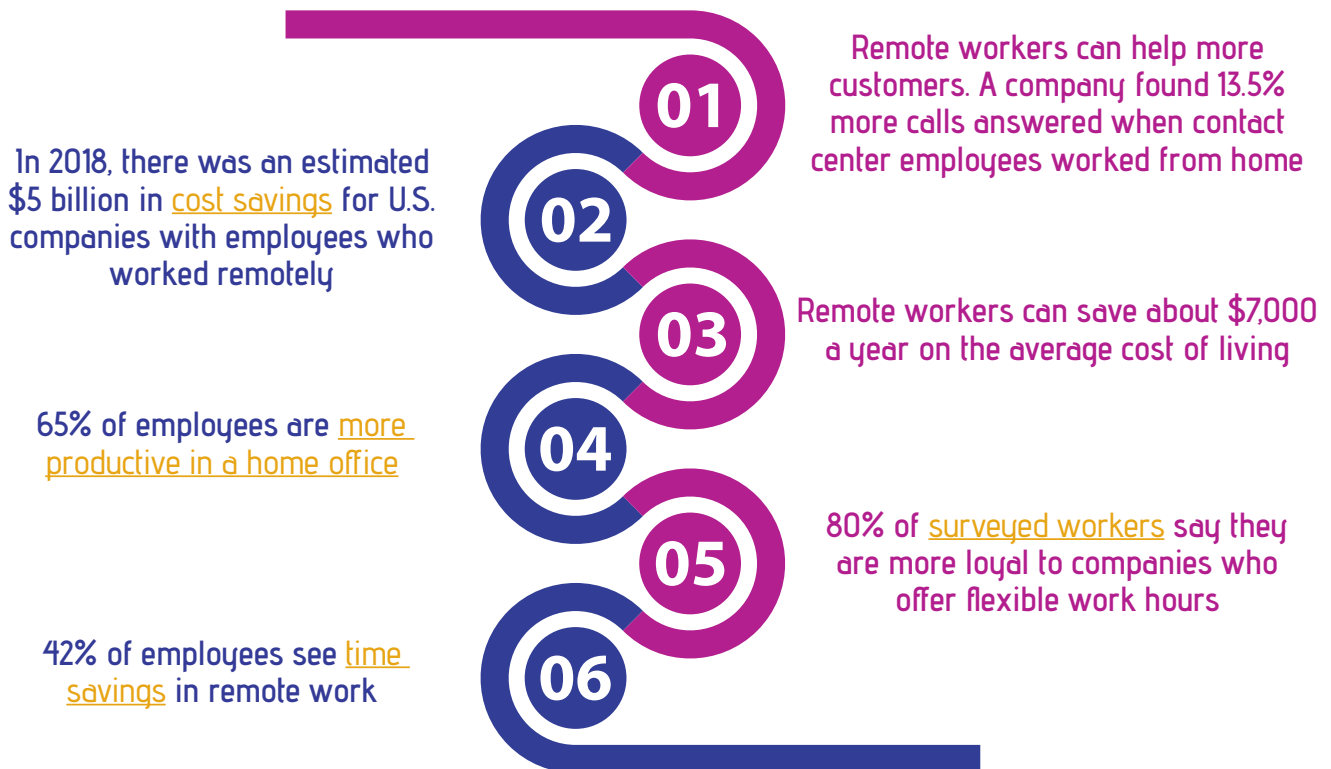 01
Remote workers can help more
customers. A company found 13.5%
more calls answered when contact
center employees worked from home
In 2018, there was an estimated
$5 billion in cost savings for U.S.
companies with employees who
worked remotely
02
03
Remote workers can save about $7,000
a year on the average cost of living
65% of employees are more
productive in a home office
04
05
80% of surveyed workers say they
are more loyal to companies who
offer flexible work hours
42% of employees see time
savings in remote work
06